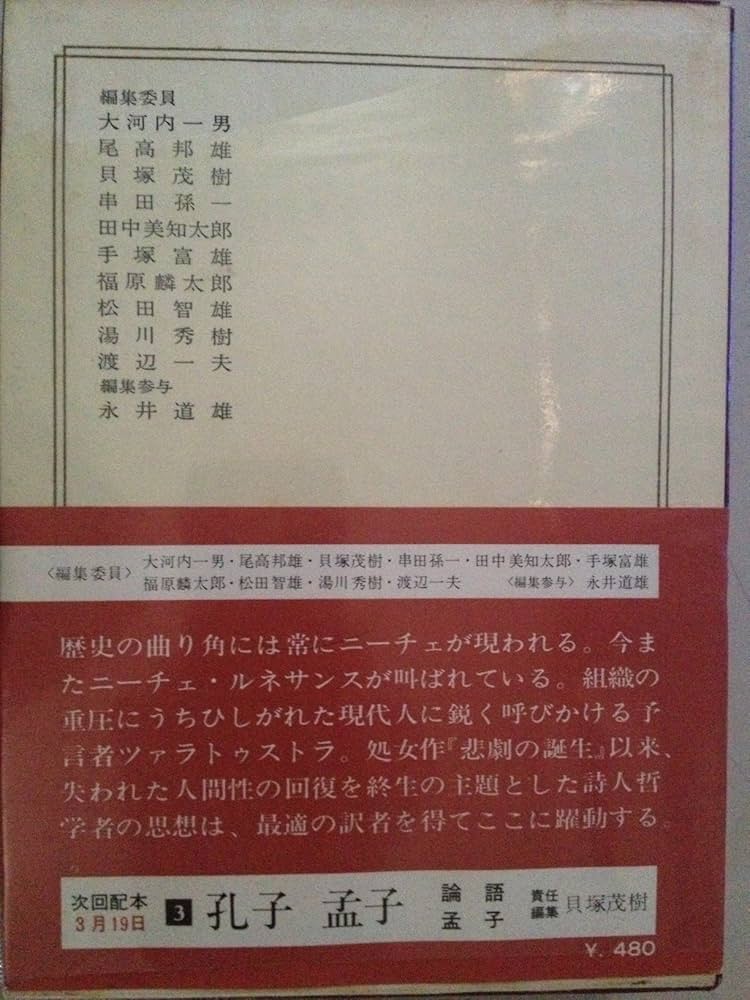 編集委員
大河内一男
尾高邦雄
貝塚茂樹
串田孫一
田中美知太郎
手塚富雄
福原麟太郎
松田智雄
湯川秀樹
渡辺一夫
編集参与
永井道雄
〈編集委員〉 大河内一男・尾高邦雄・貝塚茂樹・串田孫一・田中美知太郎・手塚富雄
福原麟太郎・松田智雄・湯川秀樹・渡辺一夫 〈編集参与〉 永井道雄
歴史の曲り角には常にニーチェが現われる。今ま
たニーチェ・ルネサンスが叫ばれている。組織の
重圧にうちひしがれた現代人に鋭く呼びかける予
言者ツァラトゥストラ。処女作『悲劇の誕生』以来、
失われた人間性の回復を終生の主題とした詩人哲
学者の思想は、最適の訳者を得てここに躍動する。
次回配本 3月19日 3 孔子 孟子 論語 孟子 責任編集 貝塚茂樹
¥. 480